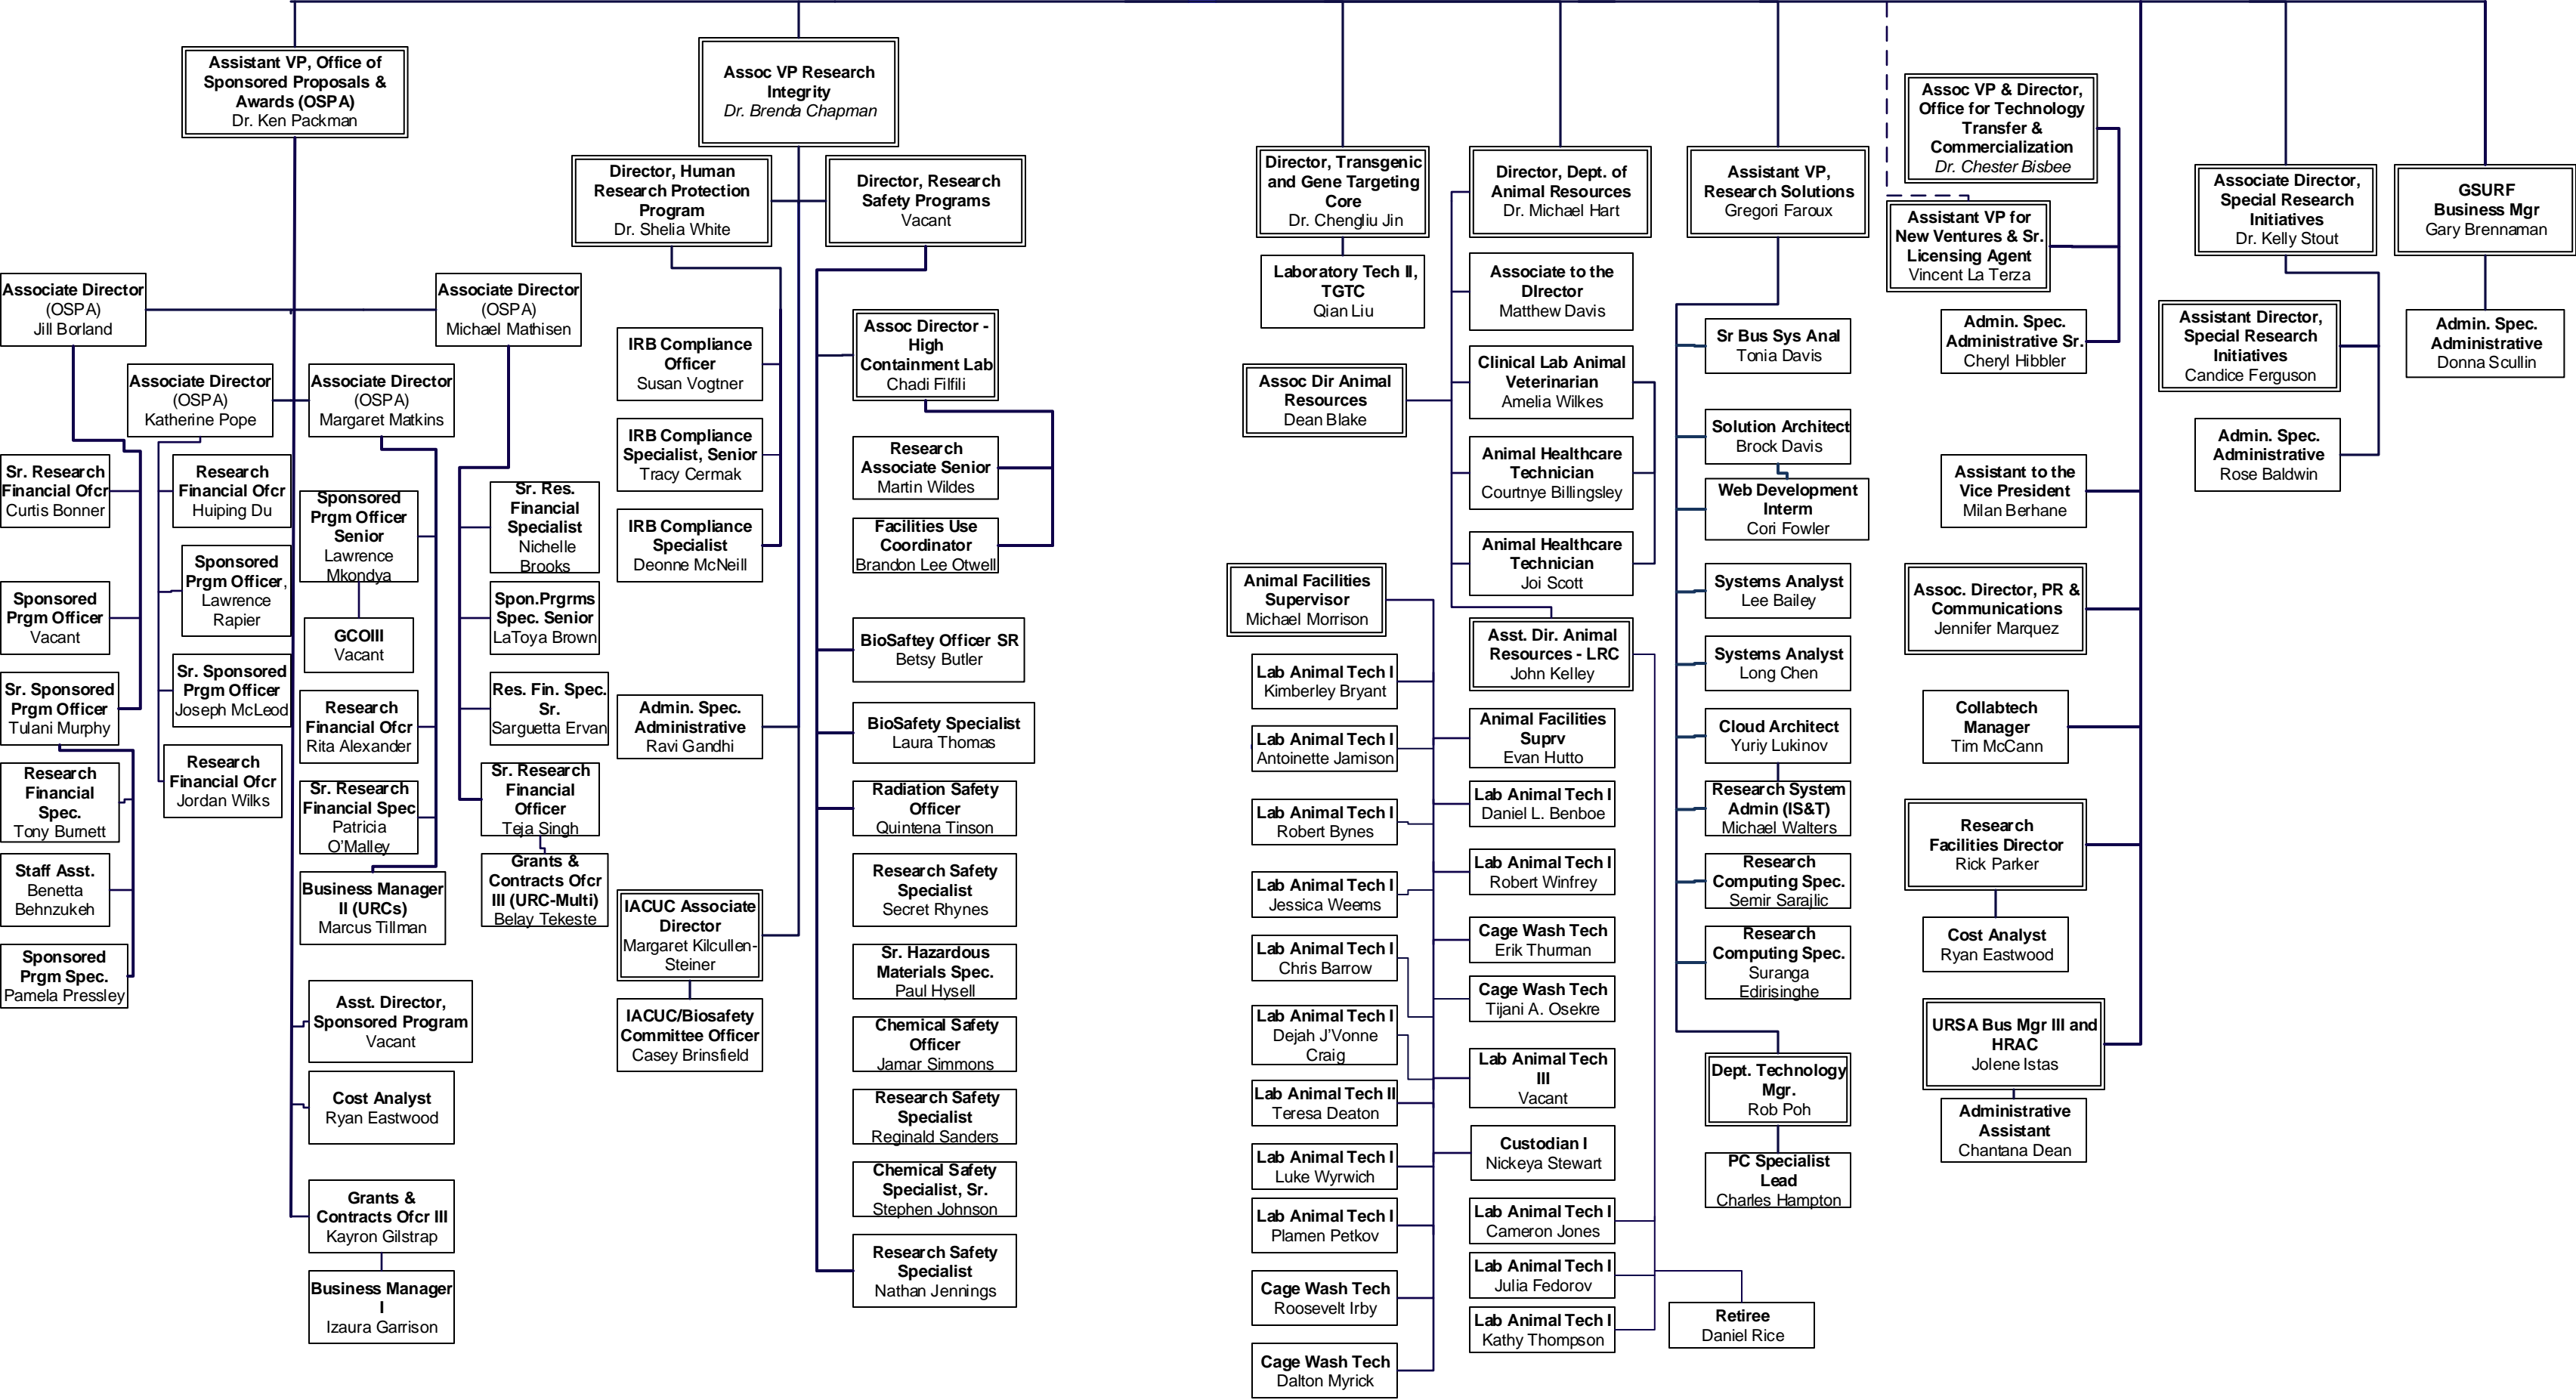 Assistant VP, Office of
Sponsored Proposals &
Awards (OSPA)
Dr. Ken Packman
Assoc VP Research
Integrity
Dr. Brenda Chapman
Director, Human
Research Protection
Program
Dr. Shelia White
Director, Research
Safety Programs
Vacant
Associate Director
(OSPA)
Jill Borland
Associate Director
(OSPA)
Michael Mathisen
Associate Director
(OSPA)
Katherine Pope
Associate Director
(OSPA)
Margaret Matkins
Sr. Research
Financial Ofcr
Curtis Bonner
Sponsored
Prgm Officer
Vacant
Sr. Sponsored
Prgm Officer
Tulani Murphy
Research
Financial
Spec.
Tony Burnett
Staff Asst.
Benetta
Behnzukeh
Sponsored
Prgm Spec.
Pamela Pressley
Research
Financial Ofcr
Huiping Du
Sponsored
Prgm Officer,
Lawrence
Rapier
Sr. Sponsored
Prgm Officer
Joseph McLeod
Research
Financial Ofcr
Jordan Wilks
Sponsored
Prgm Officer
Senior
Lawrence
Mkondya
GCOIII
Vacant
Research
Financial Ofcr
Rita Alexander
Sr. Research
Financial Spec
Patricia
O'Malley
Business Manager
II (URCs)
Marcus Tillman
Asst. Director,
Sponsored Program
Vacant
Cost Analyst
Ryan Eastwood
Grants &
Contracts Ofcr III
Kayron Gilstrap
Business Manager
I
Izaura Garrison
Sr. Res.
Financial
Specialist
Nichelle
Brooks
Spon.Prgrms
Spec. Senior
LaToya Brown
Res. Fin. Spec.
Sr.
Sarguetta Ervan
Sr. Research
Financial
Officer
Teja Singh
Grants &
Contracts Ofcr
III (URC-Multi)
Belay Tekeste
IRB Compliance
Officer
Susan Vogtner
IRB Compliance
Specialist, Senior
Tracy Cermak
IRB Compliance
Specialist
Deonne McNeill
Admin. Spec.
Administrative
Ravi Gandhi
IACUC Associate
Director
Margaret Kilcullen-
Steiner
IACUC/Biosafety
Committee Officer
Casey Brinsfield
Assoc Director -
High
Containment Lab
Chadi Filfili
Research
Associate Senior
Martin Wildes
Facilities Use
Coordinator
Brandon Lee Otwell
BioSaftey Officer SR
Betsy Butler
BioSafety Specialist
Laura Thomas
Radiation Safety
Officer
Quintena Tinson
Research Safety
Specialist
Secret Rhynes
Sr. Hazardous
Materials Spec.
Paul Hysell
Chemical Safety
Officer
Jamar Simmons
Research Safety
Specialist
Reginald Sanders
Chemical Safety
Specialist, Sr.
Stephen Johnson
Research Safety
Specialist
Nathan Jennings
Director, Transgenic
and Gene Targeting
Core
Dr. Chengliu Jin
Laboratory Tech II,
TGTC
Qian Liu
Director, Dept. of
Animal Resources
Dr. Michael Hart
Associate to the
DIrector
Matthew Davis
Assoc Dir Animal
Resources
Dean Blake
Clinical Lab Animal
Veterinarian
Amelia Wilkes
Animal Healthcare
Technician
Courtnye Billingsley
Animal Healthcare
Technician
Joi Scott
Animal Facilities
Supervisor
Michael Morrison
Asst. Dir. Animal
Resources - LRC
John Kelley
Lab Animal Tech I
Kimberley Bryant
Lab Animal Tech I
Antoinette Jamison
Lab Animal Tech I
Robert Bynes
Lab Animal Tech I
Jessica Weems
Lab Animal Tech I
Chris Barrow
Lab Animal Tech I
Dejah J'Vonne
Craig
Lab Animal Tech II
Teresa Deaton
Lab Animal Tech I
Luke Wyrwich
Lab Animal Tech I
Plamen Petkov
Cage Wash Tech
Roosevelt Irby
Cage Wash Tech
Dalton Myrick
Animal Facilities
Suprv
Evan Hutto
Lab Animal Tech I
Daniel L. Benboe
Lab Animal Tech I
Robert Winfrey
Cage Wash Tech
Erik Thurman
Cage Wash Tech
Tijani A. Osekre
Lab Animal Tech
III
Vacant
Custodian I
Nickeya Stewart
Lab Animal Tech I
Cameron Jones
Lab Animal Tech I
Julia Fedorov
Lab Animal Tech I
Kathy Thompson
Retiree
Daniel Rice
Assistant VP,
Research Solutions
Gregori Faroux
Sr Bus Sys Anal
Tonia Davis
Solution Architect
Brock Davis
Web Development
Interm
Cori Fowler
Systems Analyst
Lee Bailey
Systems Analyst
Long Chen
Cloud Architect
Yuriy Lukinov
Research System
Admin (IS&T)
Michael Walters
Research
Computing Spec.
Semir Sarajlic
Research
Computing Spec.
Suranga
Edirisinghe
Dept. Technology
Mgr.
Rob Poh
PC Specialist
Lead
Charles Hampton
Assoc VP & Director,
Office for Technology
Transfer &
Commercialization
Dr. Chester Bisbee
Assistant VP for
New Ventures & Sr.
Licensing Agent
Vincent La Terza
Admin. Spec.
Administrative Sr.
Cheryl Hibbler
Assistant to the
Vice President
Milan Berhane
Assoc. Director, PR &
Communications
Jennifer Marquez
Collabtech
Manager
Tim McCann
Research
Facilities Director
Rick Parker
Cost Analyst
Ryan Eastwood
URSA Bus Mgr III and
HRAC
Jolene Istas
Administrative
Assistant
Chantana Dean
Associate Director,
Special Research
Initiatives
Dr. Kelly Stout
Assistant Director,
Special Research
Initiatives
Candice Ferguson
Admin. Spec.
Administrative
Rose Baldwin
GSURF
Business Mgr
Gary Brennaman
Admin. Spec.
Administrative
Donna Scullin